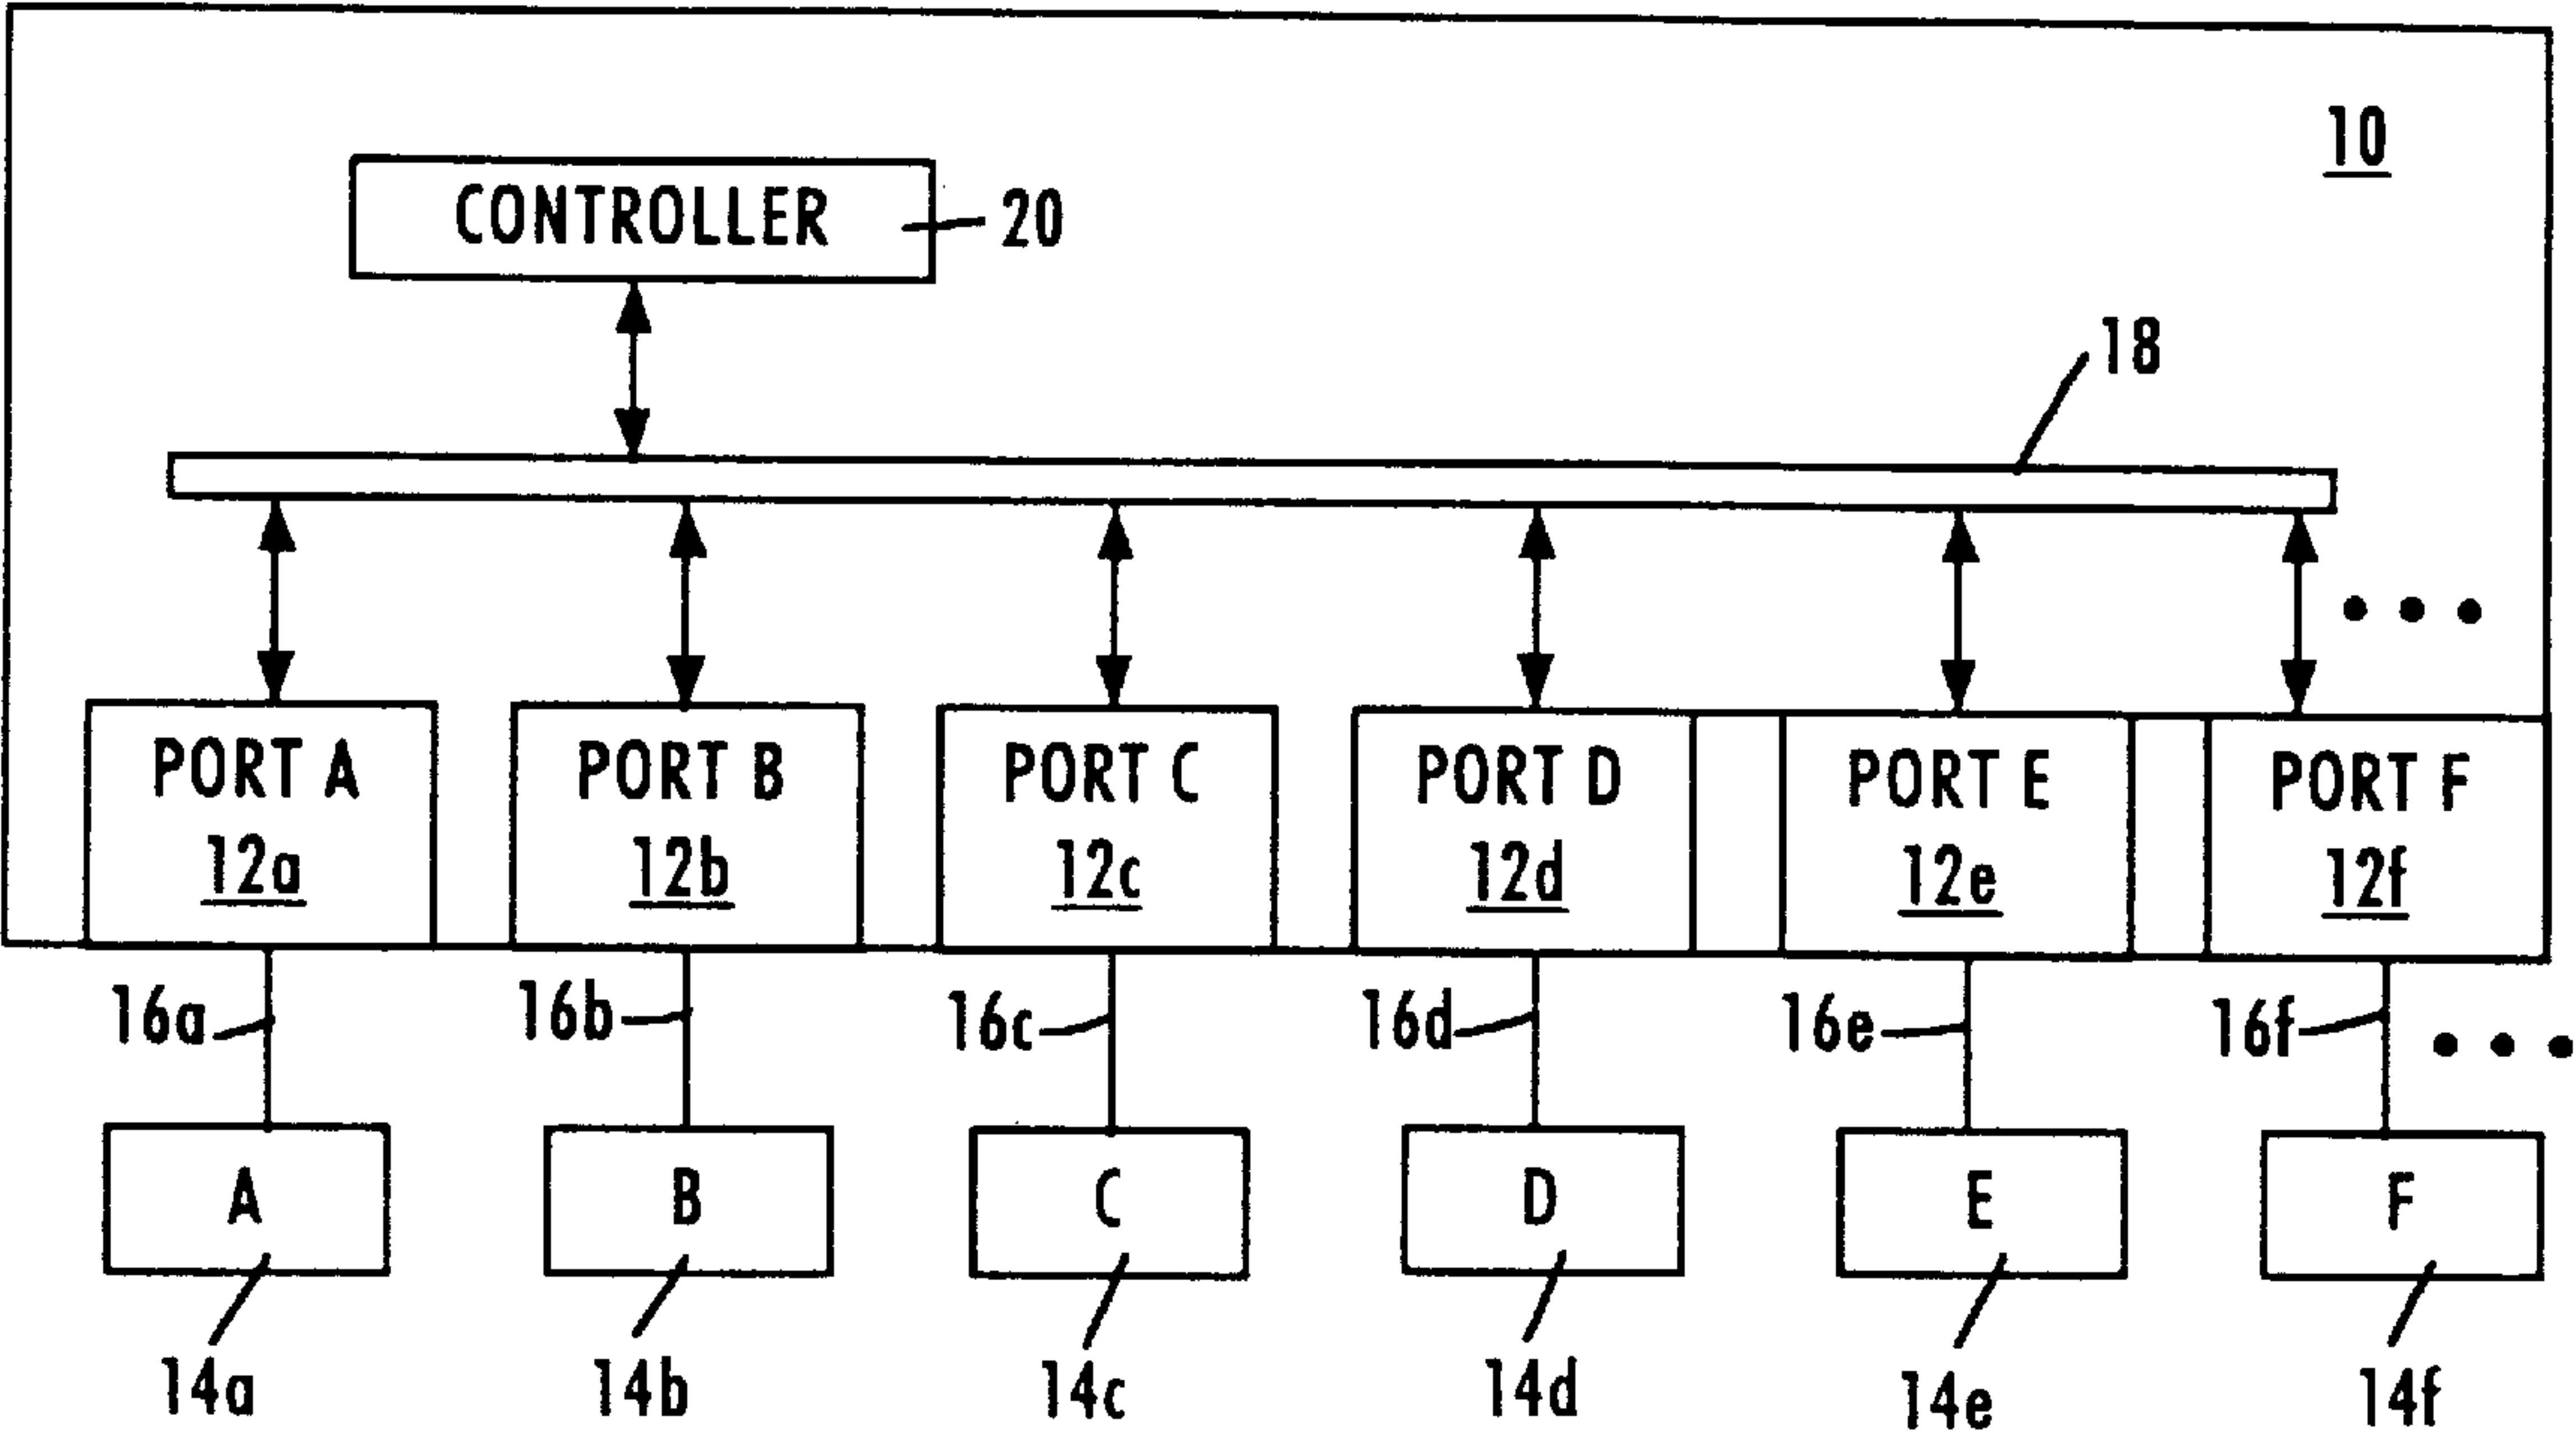 10
CONTROLLER
20
18
PORT A
PORT B
PORT C
PORT D
PORT E
PORT F
12a
12b
12c
12d
12e
12f
16a
16b
16c
16d
16e
16f
A
B
C
D
E
F
14a
14b
14c
14d
14e
14f